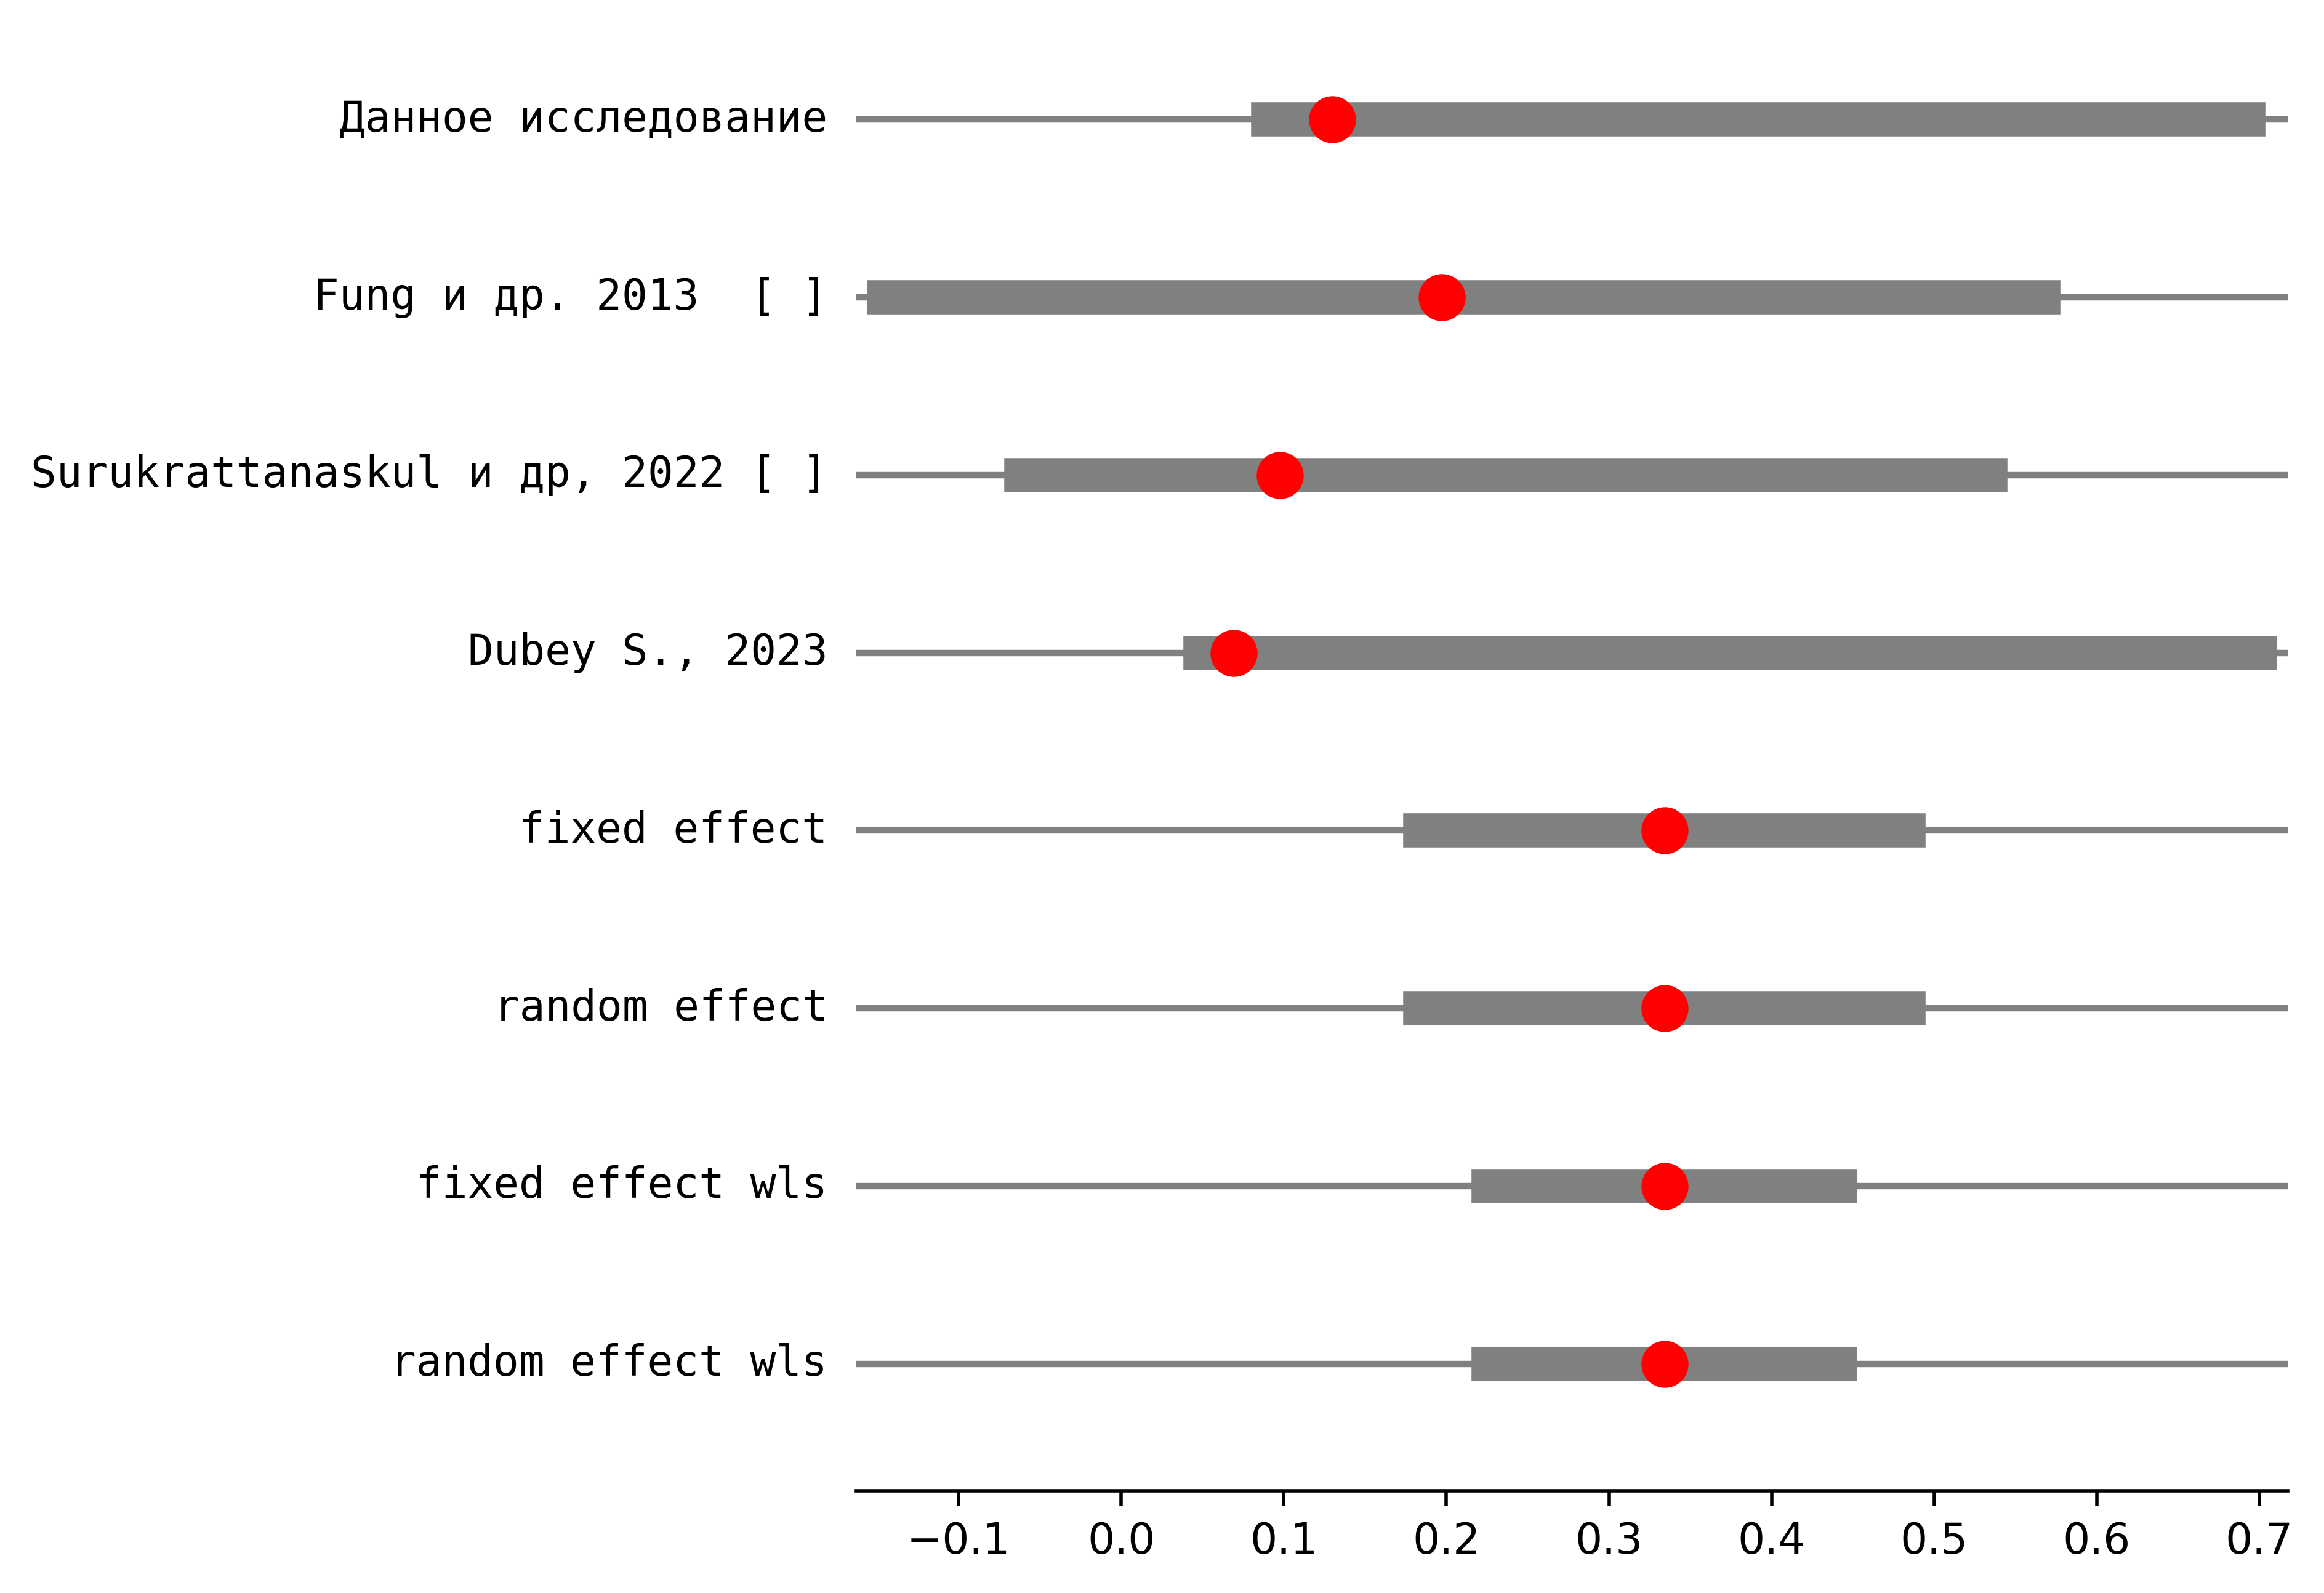 Данное исследование
Fung и др. 2013  [ ]
Surukrattanaskul и др, 2022 [ ]
Dubey S., 2023
fixed effect
random effect
fixed effect wls
random effect wls
−0.1 0.0 0.1 0.2 0.3 0.4 0.5 0.6 0.7